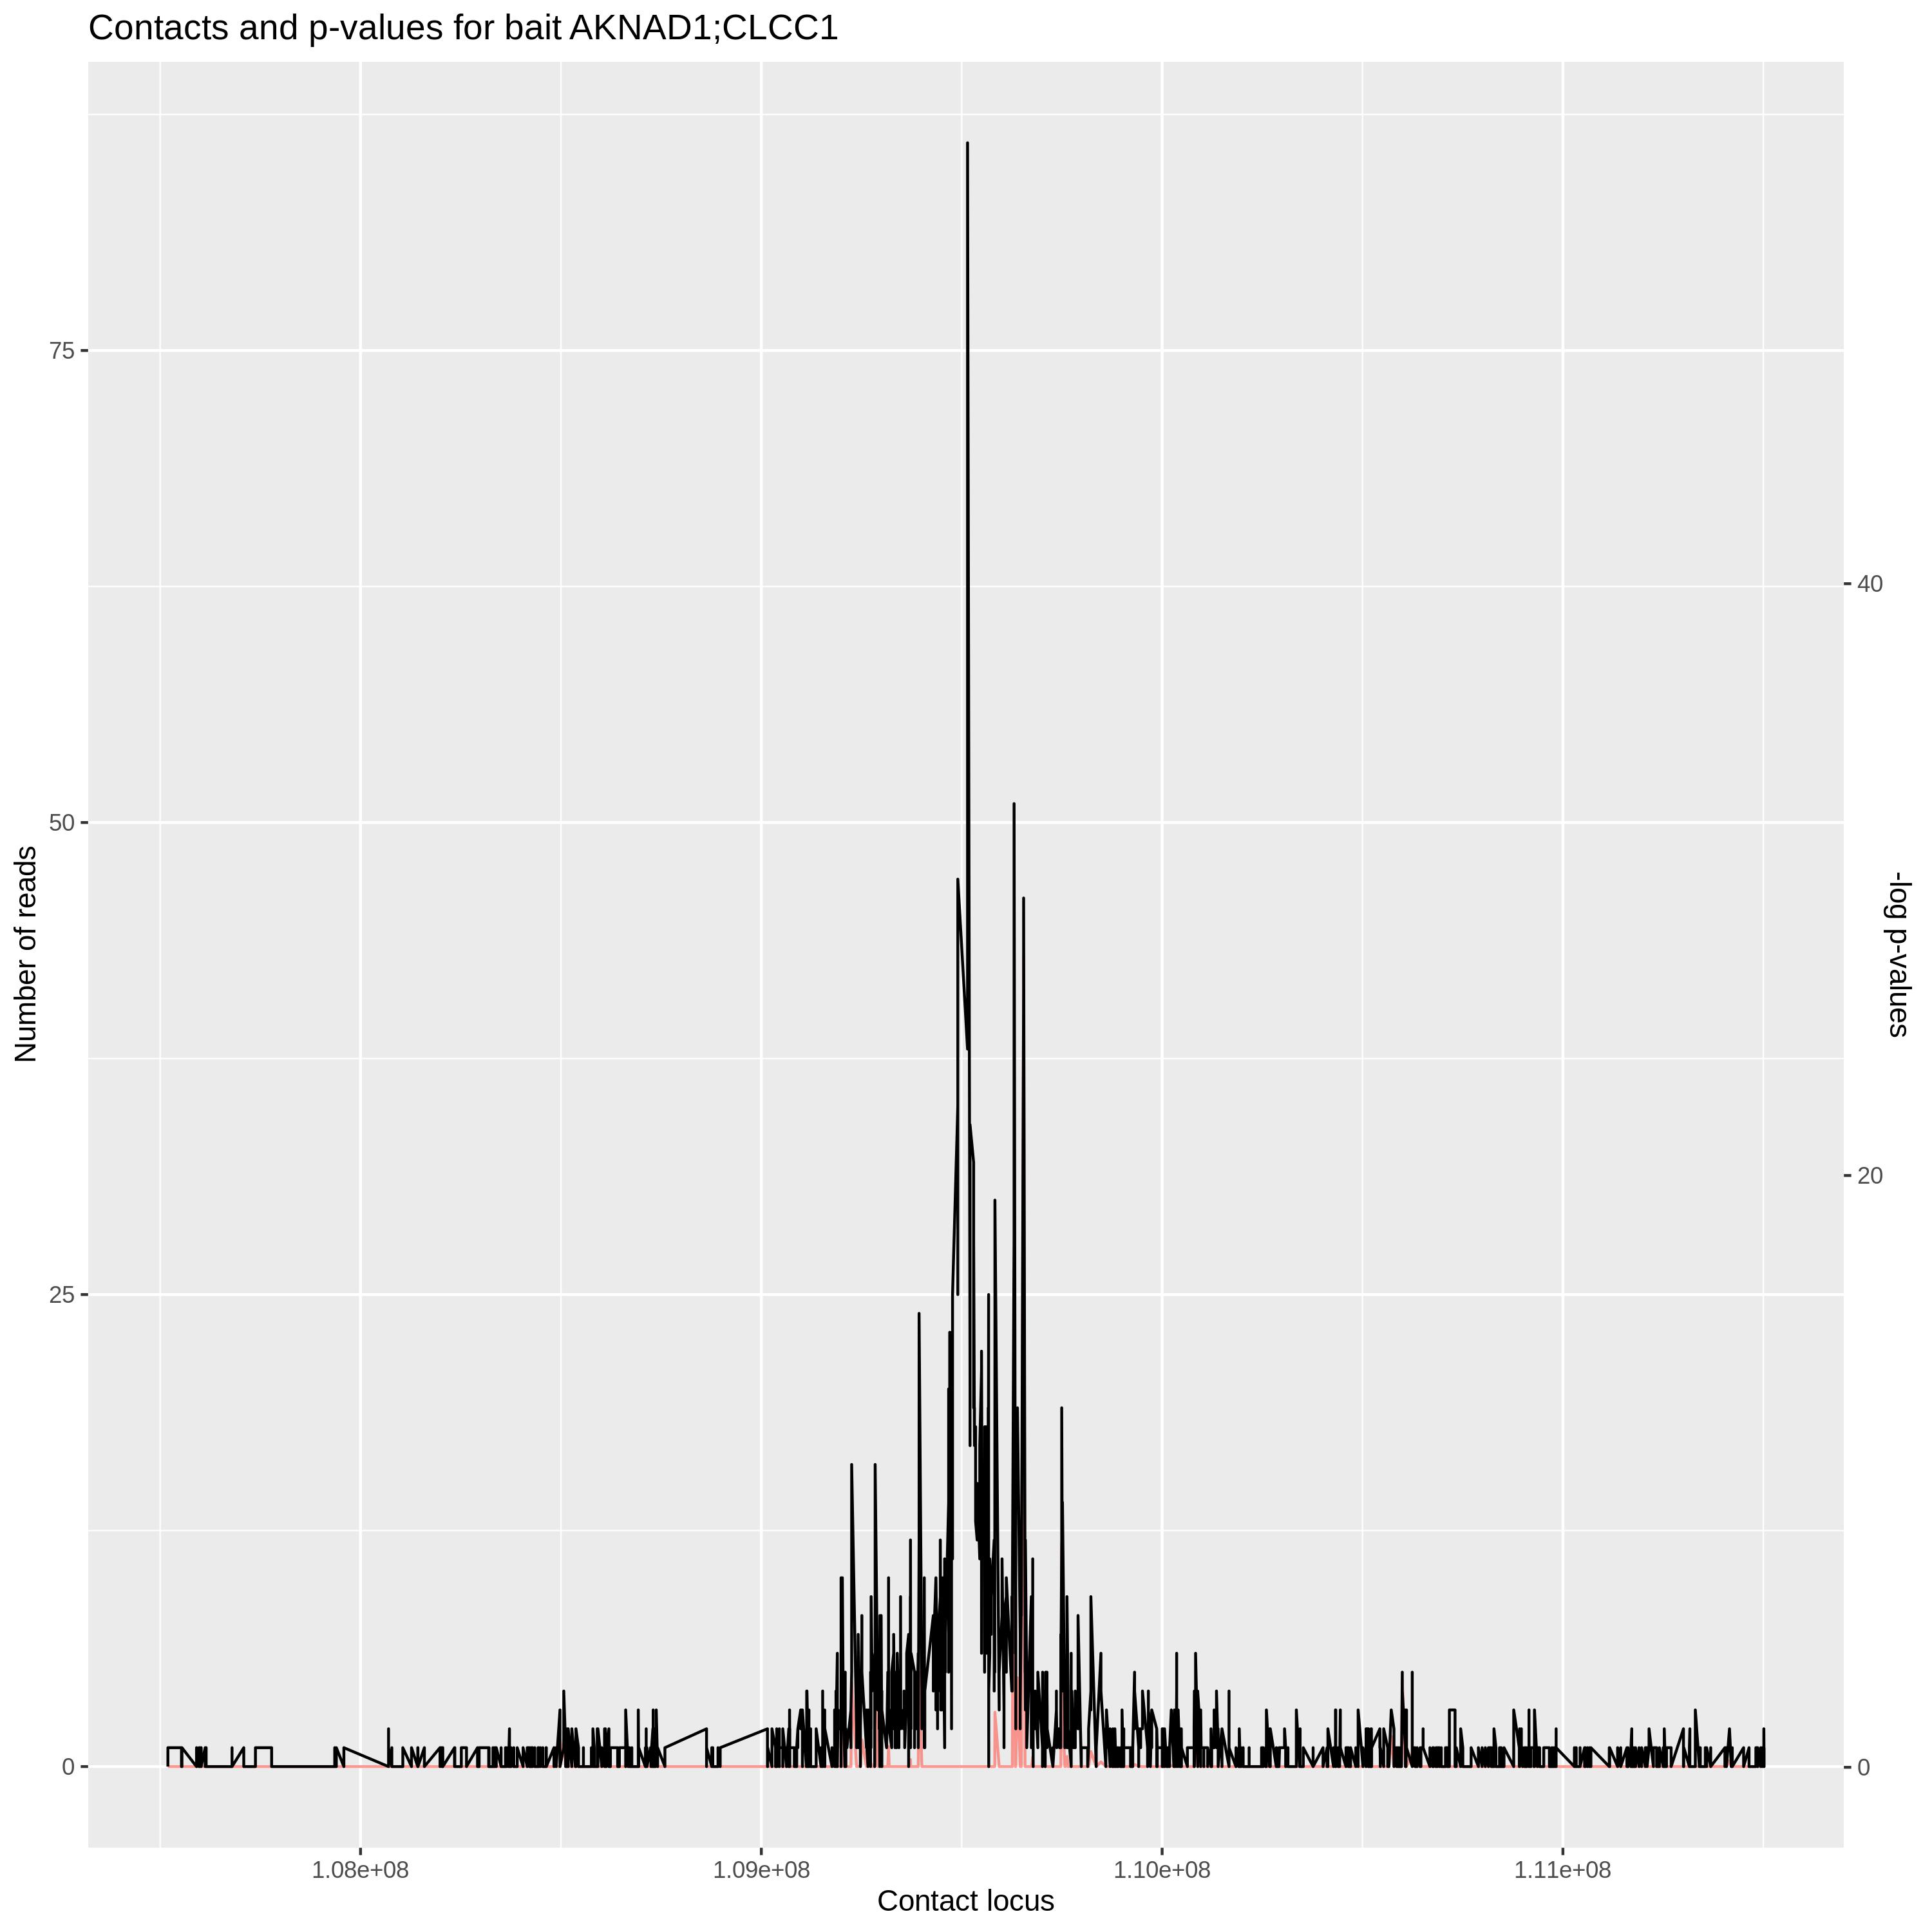 Contacts and p-values for bait AKNAD1;CLCC1
75
50
25
0
Number of reads
40
20
0
-log p-values
1.08e+08
1.09e+08
1.10e+08
1.11e+08
Contact locus